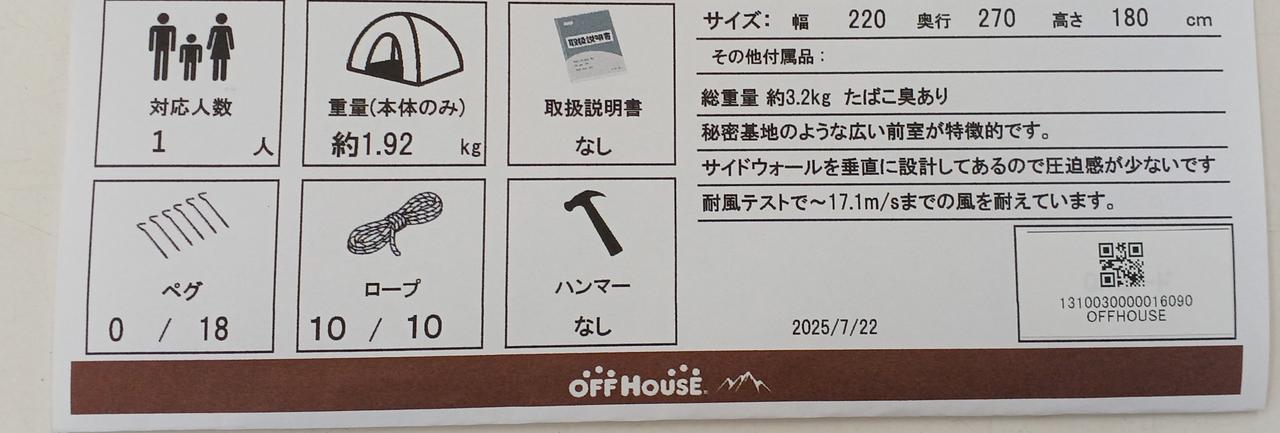 対応人数
1 人
重量(本体のみ)
約1.92 kg
取扱説明書
取扱説明書
なし
ペグ
0 / 18
ロープ
10 / 10
ハンマー
なし
サイズ: 幅 220 奥行 270 高さ 180 cm
その他付属品:
総重量 約3.2kg たばこ臭あり
秘密基地のような広い前室が特徴的です。
サイドウォールを垂直に設計してあるので圧迫感が少ないです
耐風テストで～17.1m/sまでの風を耐えています。
2025/7/22
1310030000016090
OFFHOUSE
OFF HOUSE